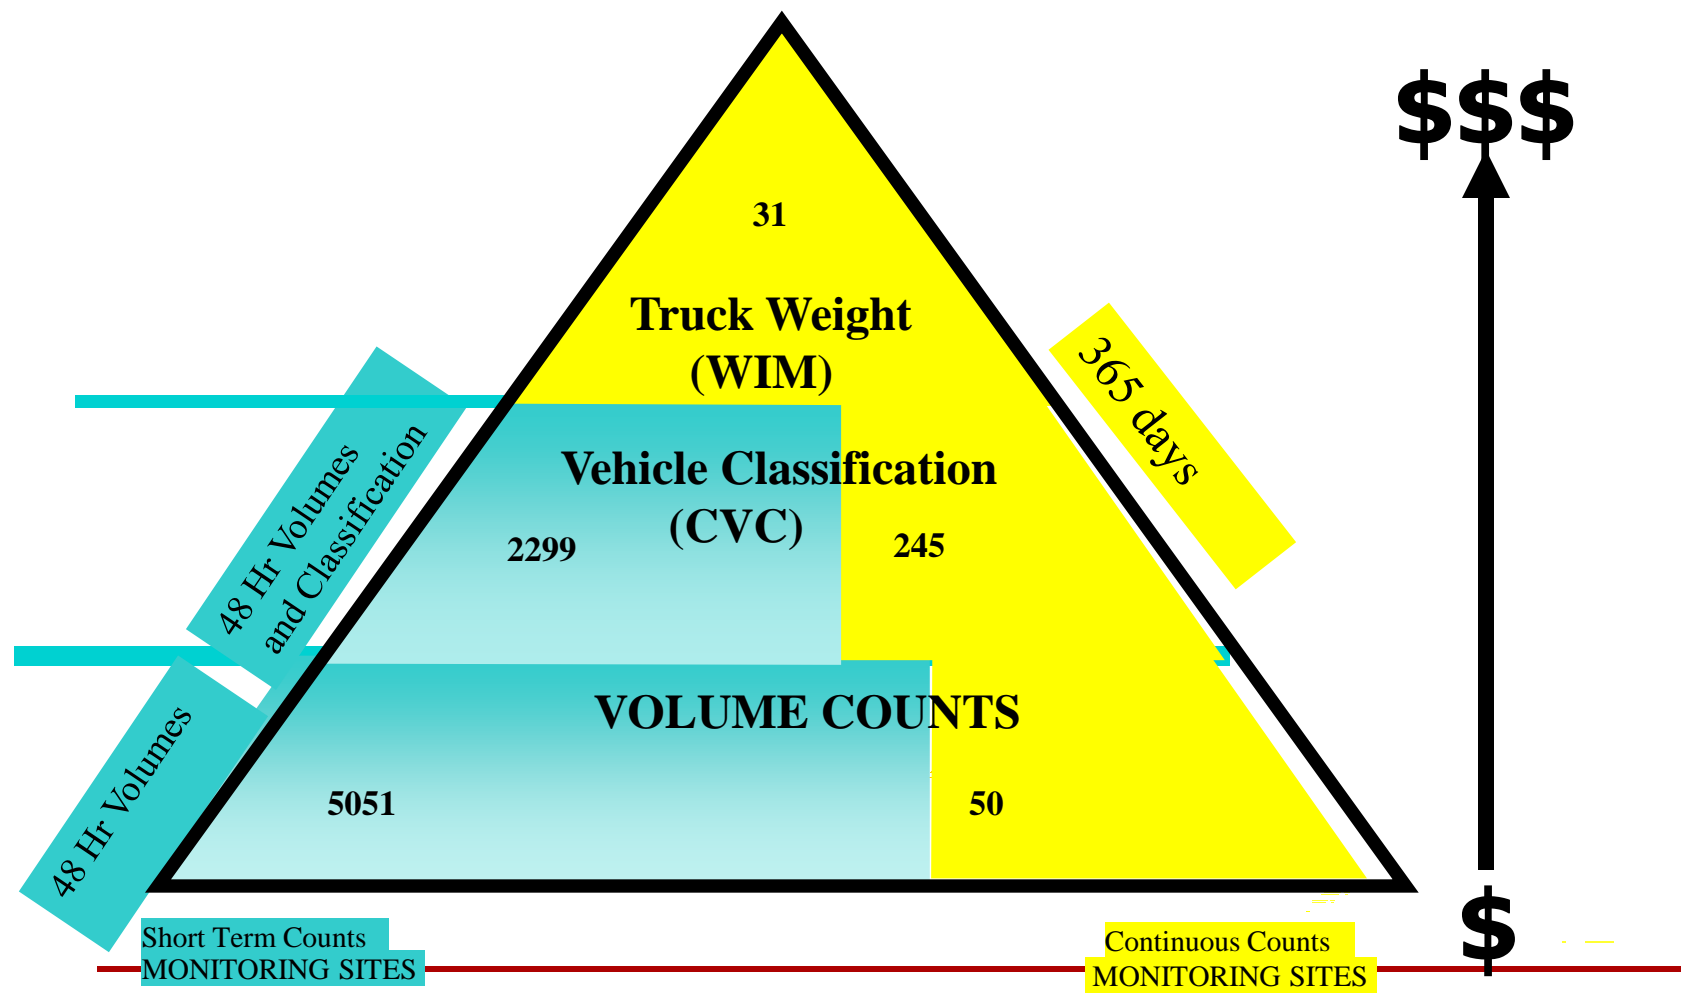 $$$
31
Truck Weight
(WIM)
365 days
48 Hr Volumes
and Classification
Vehicle Classification
(CVC)
2299
245
48 Hr Volumes
VOLUME COUNTS
5051
50
$
Short Term Counts
MONITORING SITES
Continuous Counts
MONITORING SITES